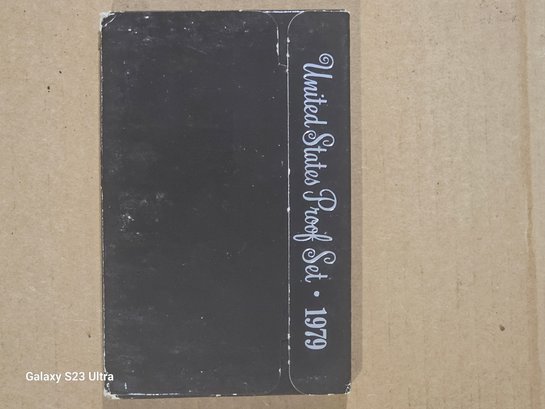 United States Proof Set • 1979
Galaxy S23 Ultra